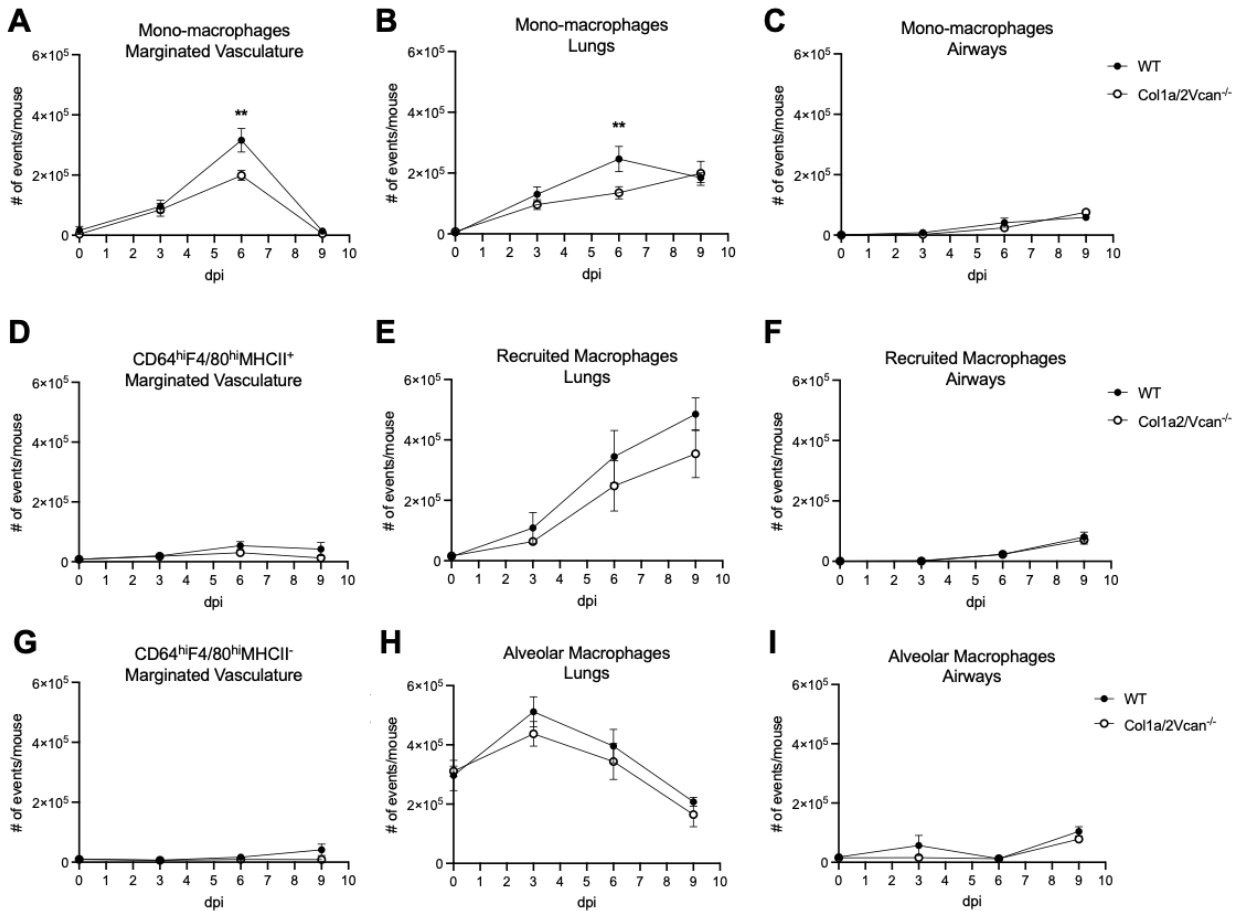 A
Mono-macrophages
Marginated Vasculature
# of events/mouse
6×10⁵
4×10⁵
2×10⁵
0
0 1 2 3 4 5 6 7 8 9 10
dpi
**
B
Mono-macrophages
Lungs
# of events/mouse
6×10⁵
4×10⁵
2×10⁵
0
0 1 2 3 4 5 6 7 8 9 10
dpi
**
C
Mono-macrophages
Airways
# of events/mouse
6×10⁵
4×10⁵
2×10⁵
0
0 1 2 3 4 5 6 7 8 9 10
dpi
WT
Col1a/2Vcan⁻/⁻
D
CD64ʰⁱF4/80ʰⁱMHCII⁺
Marginated Vasculature
# of events/mouse
6×10⁵
4×10⁵
2×10⁵
0
0 1 2 3 4 5 6 7 8 9 10
dpi
E
Recruited Macrophages
Lungs
# of events/mouse
6×10⁵
4×10⁵
2×10⁵
0
0 1 2 3 4 5 6 7 8 9 10
dpi
F
Recruited Macrophages
Airways
# of events/mouse
6×10⁵
4×10⁵
2×10⁵
0
0 1 2 3 4 5 6 7 8 9 10
dpi
WT
Col1a2/Vcan⁻/⁻
G
CD64ʰⁱF4/80ʰⁱMHCII⁻
Marginated Vasculature
# of events/mouse
6×10⁵
4×10⁵
2×10⁵
0
0 1 2 3 4 5 6 7 8 9 10
dpi
H
Alveolar Macrophages
Lungs
# of events/mouse
6×10⁵
4×10⁵
2×10⁵
0
0 1 2 3 4 5 6 7 8 9 10
dpi
I
Alveolar Macrophages
Airways
# of events/mouse
6×10⁵
4×10⁵
2×10⁵
0
0 1 2 3 4 5 6 7 8 9 10
dpi
WT
Col1a/2Vcan⁻/⁻